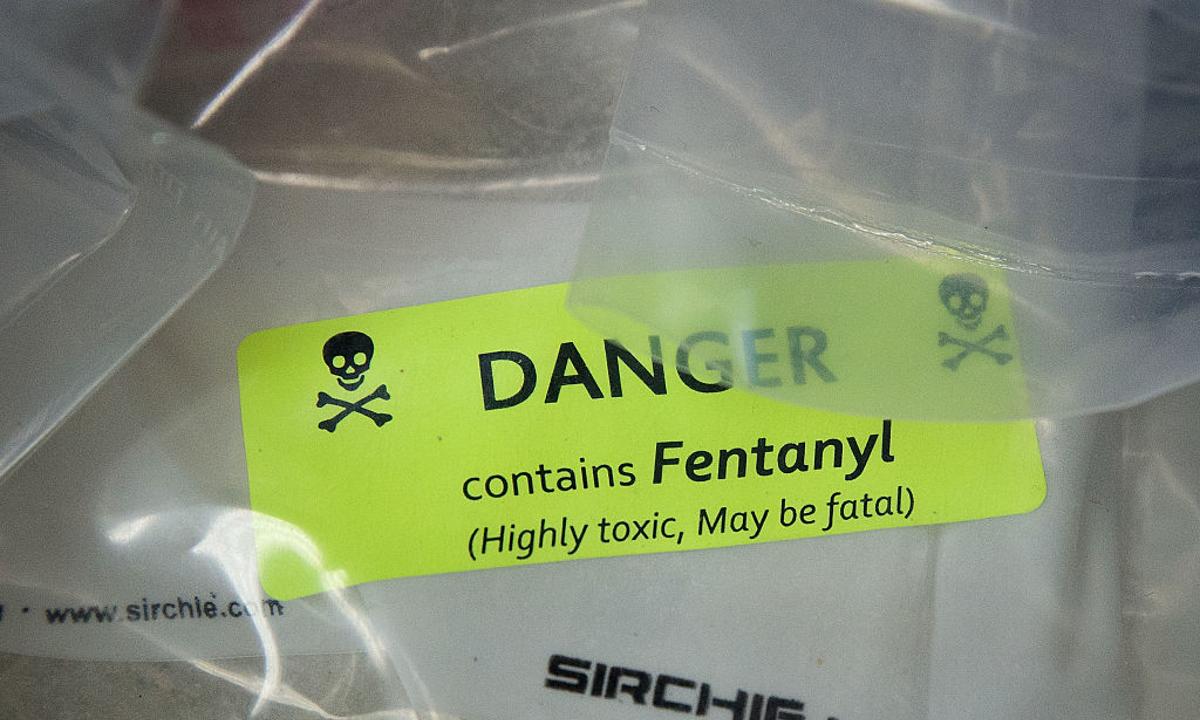 DANGER
contains Fentanyl
(Highly toxic, May be fatal)
· www.sirchie.com
SIRCHIE